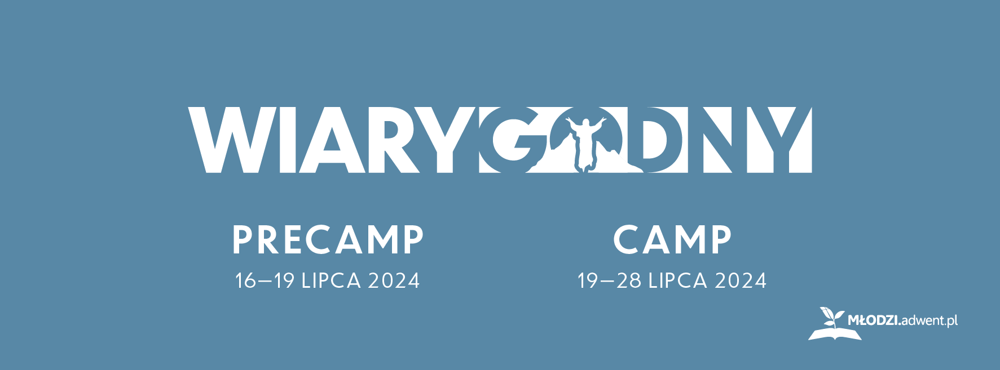 WIARYGODNY
PRECAMP
16–19 LIPCA 2024
CAMP
19–28 LIPCA 2024
MŁODZI.adwent.pl